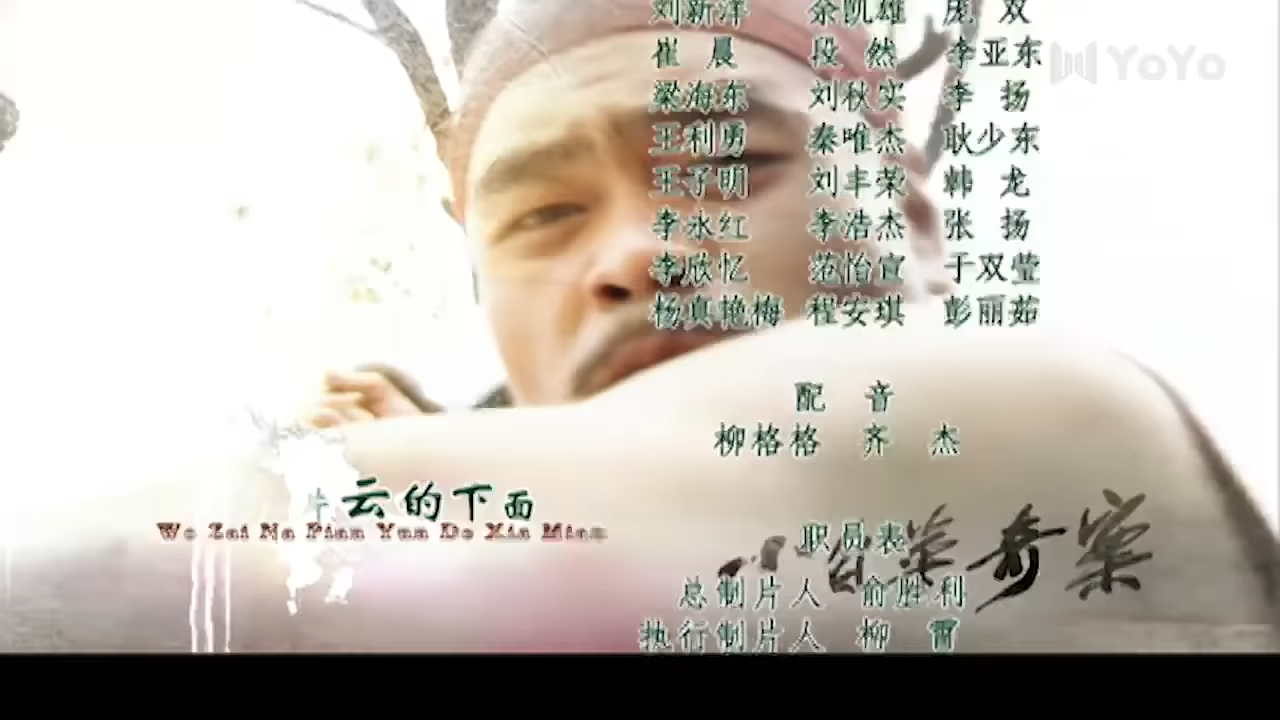 刘新洋 余凯雄 庞 双
YOYO
崔 晨 段 然 李亚东
梁海东 刘秋实 李 扬
王利勇 秦唯杰 耿少东
王子明 刘丰荣 韩 龙
李永红 李浩杰 张 扬
李欣忆 范怡宣 于双莹
杨真艳梅 程安琪 彭丽茹
配 音
柳格格 齐 杰
片云的下面
Wo Zai Na Pian Yun De Xia Mian
职员表
奇案
总制片人 俞胜利
执行制片人 柳 雷